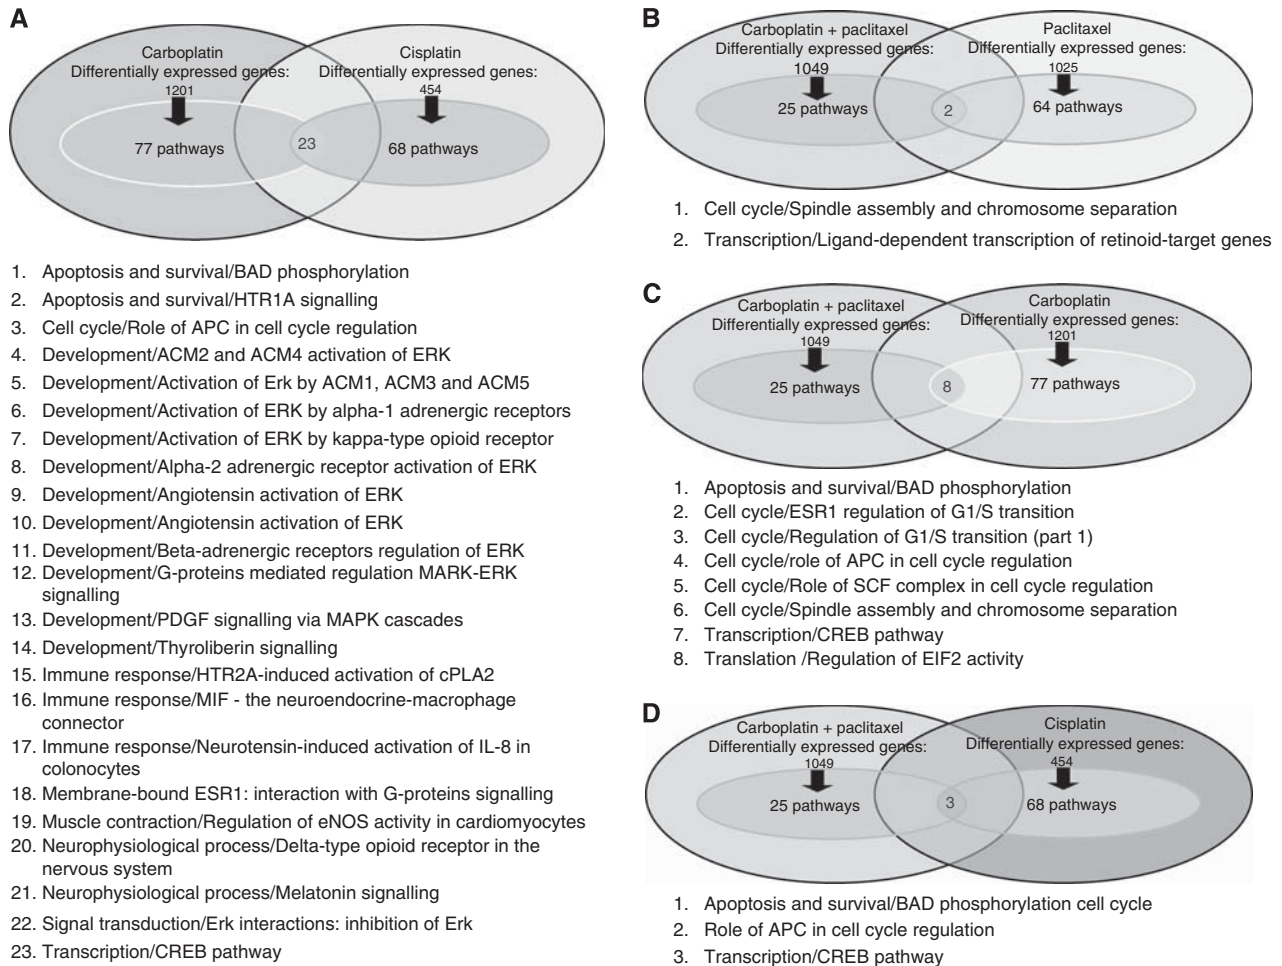 A
Carboplatin
Differentially expressed genes:
1201
77 pathways
23
Cisplatin
Differentially expressed genes:
454
68 pathways
1. Apoptosis and survival/BAD phosphorylation
2. Apoptosis and survival/HTR1A signalling
3. Cell cycle/Role of APC in cell cycle regulation
4. Development/ACM2 and ACM4 activation of ERK
5. Development/Activation of Erk by ACM1, ACM3 and ACM5
6. Development/Activation of ERK by alpha-1 adrenergic receptors
7. Development/Activation of ERK by kappa-type opioid receptor
8. Development/Alpha-2 adrenergic receptor activation of ERK
9. Development/Angiotensin activation of ERK
10. Development/Angiotensin activation of ERK
11. Development/Beta-adrenergic receptors regulation of ERK
12. Development/G-proteins mediated regulation MARK-ERK
signalling
13. Development/PDGF signalling via MAPK cascades
14. Development/Thyroliberin signalling
15. Immune response/HTR2A-induced activation of cPLA2
16. Immune response/MIF - the neuroendocrine-macrophage
connector
17. Immune response/Neurotensin-induced activation of IL-8 in
colonocytes
18. Membrane-bound ESR1: interaction with G-proteins signalling
19. Muscle contraction/Regulation of eNOS activity in cardiomyocytes
20. Neurophysiological process/Delta-type opioid receptor in the
nervous system
21. Neurophysiological process/Melatonin signalling
22. Signal transduction/Erk interactions: inhibition of Erk
23. Transcription/CREB pathway
B
Carboplatin + paclitaxel
Differentially expressed genes:
1049
25 pathways
2
Paclitaxel
Differentially expressed genes:
1025
64 pathways
1. Cell cycle/Spindle assembly and chromosome separation
2. Transcription/Ligand-dependent transcription of retinoid-target genes
C
Carboplatin + paclitaxel
Differentially expressed genes:
1049
25 pathways
8
Carboplatin
Differentially expressed genes:
1201
77 pathways
1. Apoptosis and survival/BAD phosphorylation
2. Cell cycle/ESR1 regulation of G1/S transition
3. Cell cycle/Regulation of G1/S transition (part 1)
4. Cell cycle/role of APC in cell cycle regulation
5. Cell cycle/Role of SCF complex in cell cycle regulation
6. Cell cycle/Spindle assembly and chromosome separation
7. Transcription/CREB pathway
8. Translation /Regulation of EIF2 activity
D
Carboplatin + paclitaxel
Differentially expressed genes:
1049
25 pathways
3
Cisplatin
Differentially expressed genes:
454
68 pathways
1. Apoptosis and survival/BAD phosphorylation cell cycle
2. Role of APC in cell cycle regulation
3. Transcription/CREB pathway